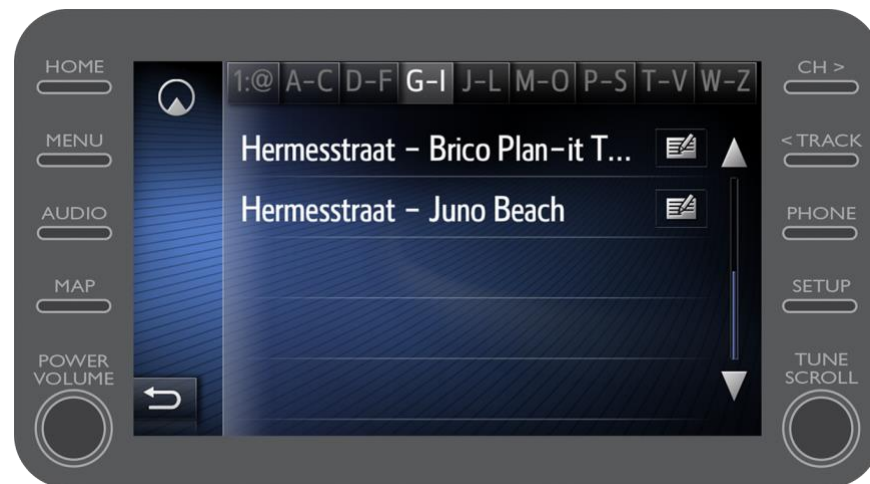 HOME
MENU
AUDIO
MAP
POWER
VOLUME
1:@ A-C D-F G-I J-L M-O P-S T-V W-Z
Hermesstraat - Brico Plan-it T...
Hermesstraat - Juno Beach
CH >
< TRACK
PHONE
SETUP
TUNE
SCROLL